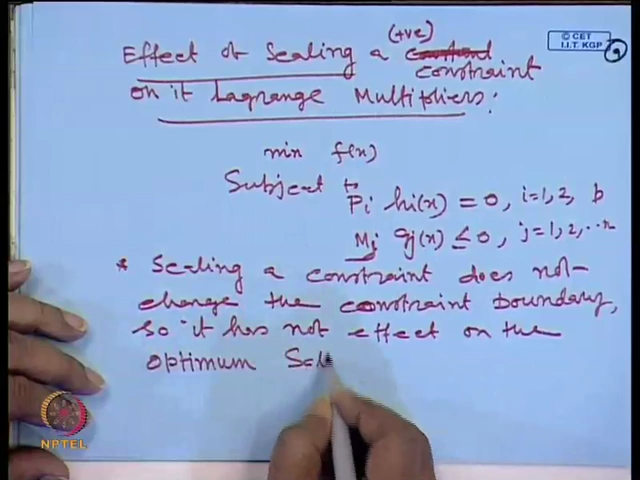 (+ve)
Effect of Scaling a constraint
on it Lagrange Multipliers:
© CET
I.I.T. KGP
9
min f(x)
Subject to
Pi hi(x) = 0, i=1,2, p
Mj gj(x) ≤ 0, j=1,2,..m
* Scaling a constraint does not-
change the constraint boundary,
so it has not effect on the
optimum Sol
NPTEL